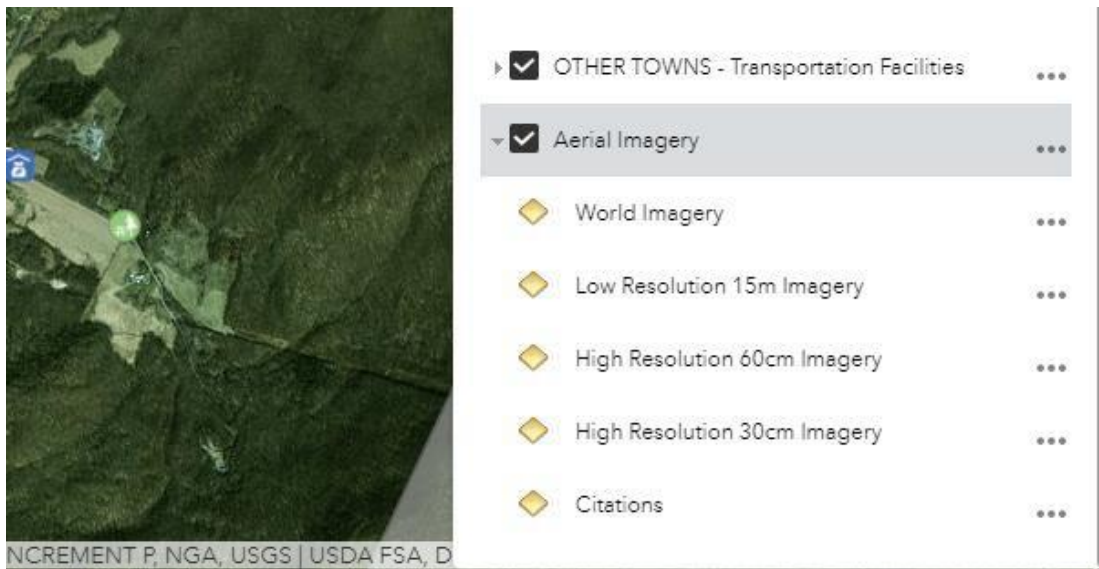 OTHER TOWNS - Transportation Facilities
Aerial Imagery
World Imagery
Low Resolution 15m Imagery
High Resolution 60cm Imagery
High Resolution 30cm Imagery
Citations
NCREMENT P, NGA, USGS | USDA FSA, D